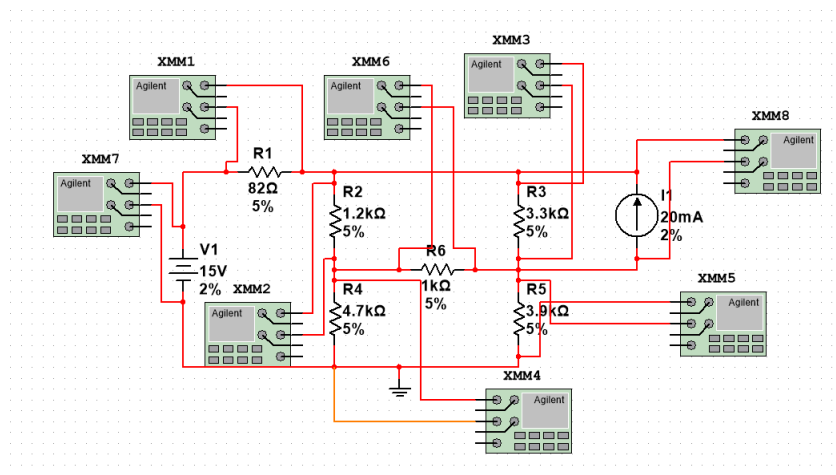 XMM3
XMM1
XMM6
Agilent
Agilent
Agilent
XMM8
Agilent
XMM7
R1
82Ω
5%
Agilent
R2
1.2kΩ
5%
R3
3.3kΩ
5%
I1
20mA
2%
V1
15V
2%
R6
1kΩ
5%
XMM2
Agilent
R4
4.7kΩ
5%
R5
3.9kΩ
5%
XMM5
Agilent
XMM4
Agilent